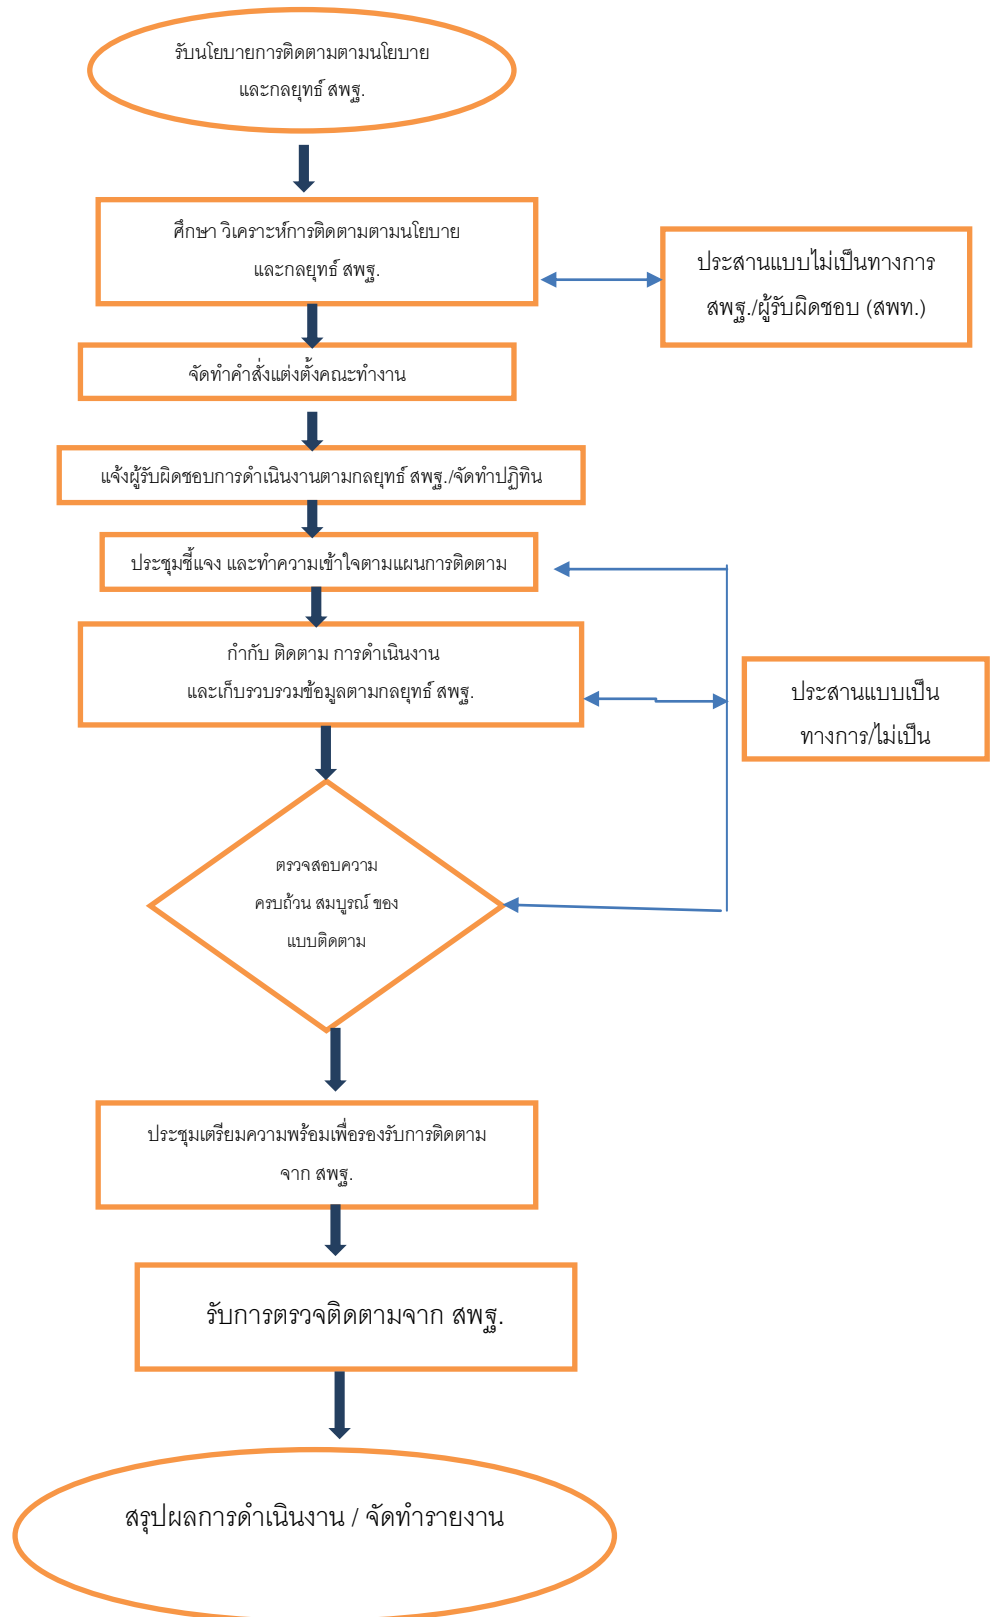 รับนโยบายการติดตามตามนโยบาย
และกลยุทธ์ สพฐ.
ศึกษา วิเคราะห์การติดตามตามนโยบาย
และกลยุทธ์ สพฐ.
ประสานแบบไม่เป็นทางการ
สพฐ./ผู้รับผิดชอบ (สพท.)
จัดทำคำสั่งแต่งตั้งคณะทำงาน
แจ้งผู้รับผิดชอบการดำเนินงานตามกลยุทธ์ สพฐ./จัดทำปฏิทิน
ประชุมชี้แจง และทำความเข้าใจตามแผนการติดตาม
กำกับ ติดตาม การดำเนินงาน
และเก็บรวบรวมข้อมูลตามกลยุทธ์ สพฐ.
ประสานแบบเป็น
ทางการ/ไม่เป็น
ตรวจสอบความ
ครบถ้วน สมบูรณ์ ของ
แบบติดตาม
ประชุมเตรียมความพร้อมเพื่อรองรับการติดตาม
จาก สพฐ.
รับการตรวจติดตามจาก สพฐ.
สรุปผลการดำเนินงาน / จัดทำรายงาน